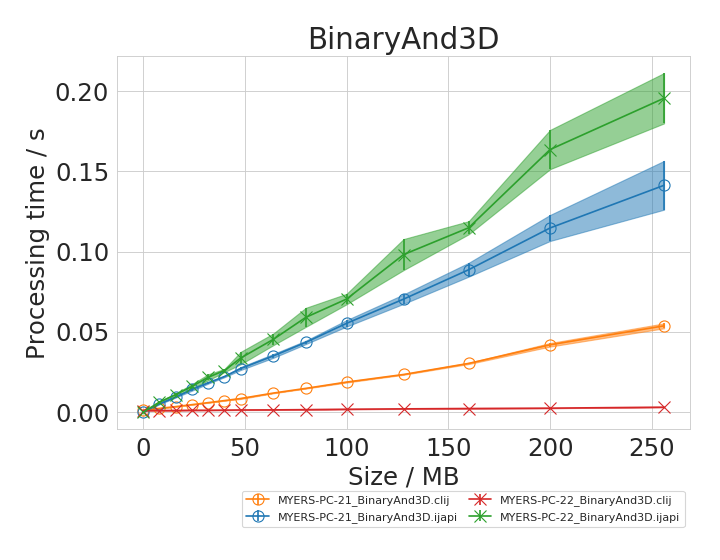 BinaryAnd3D
Processing time / s
0.20
0.15
0.10
0.05
0.00
0 50 100 150 200 250
Size / MB
MYERS-PC-21_BinaryAnd3D.clij MYERS-PC-22_BinaryAnd3D.clij
MYERS-PC-21_BinaryAnd3D.ijapi MYERS-PC-22_BinaryAnd3D.ijapi